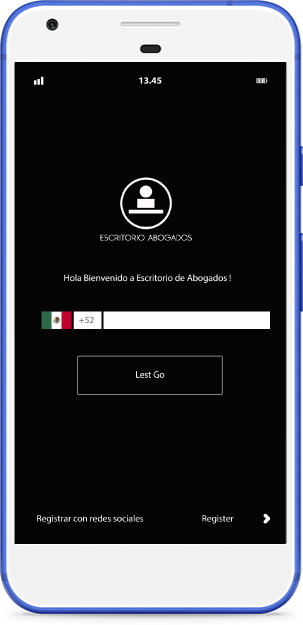 13.45
ESCRITORIO ABOGADOS
Hola Bienvenido a Escritorio de Abogados !
+52
Lest Go
Registrar con redes sociales Register